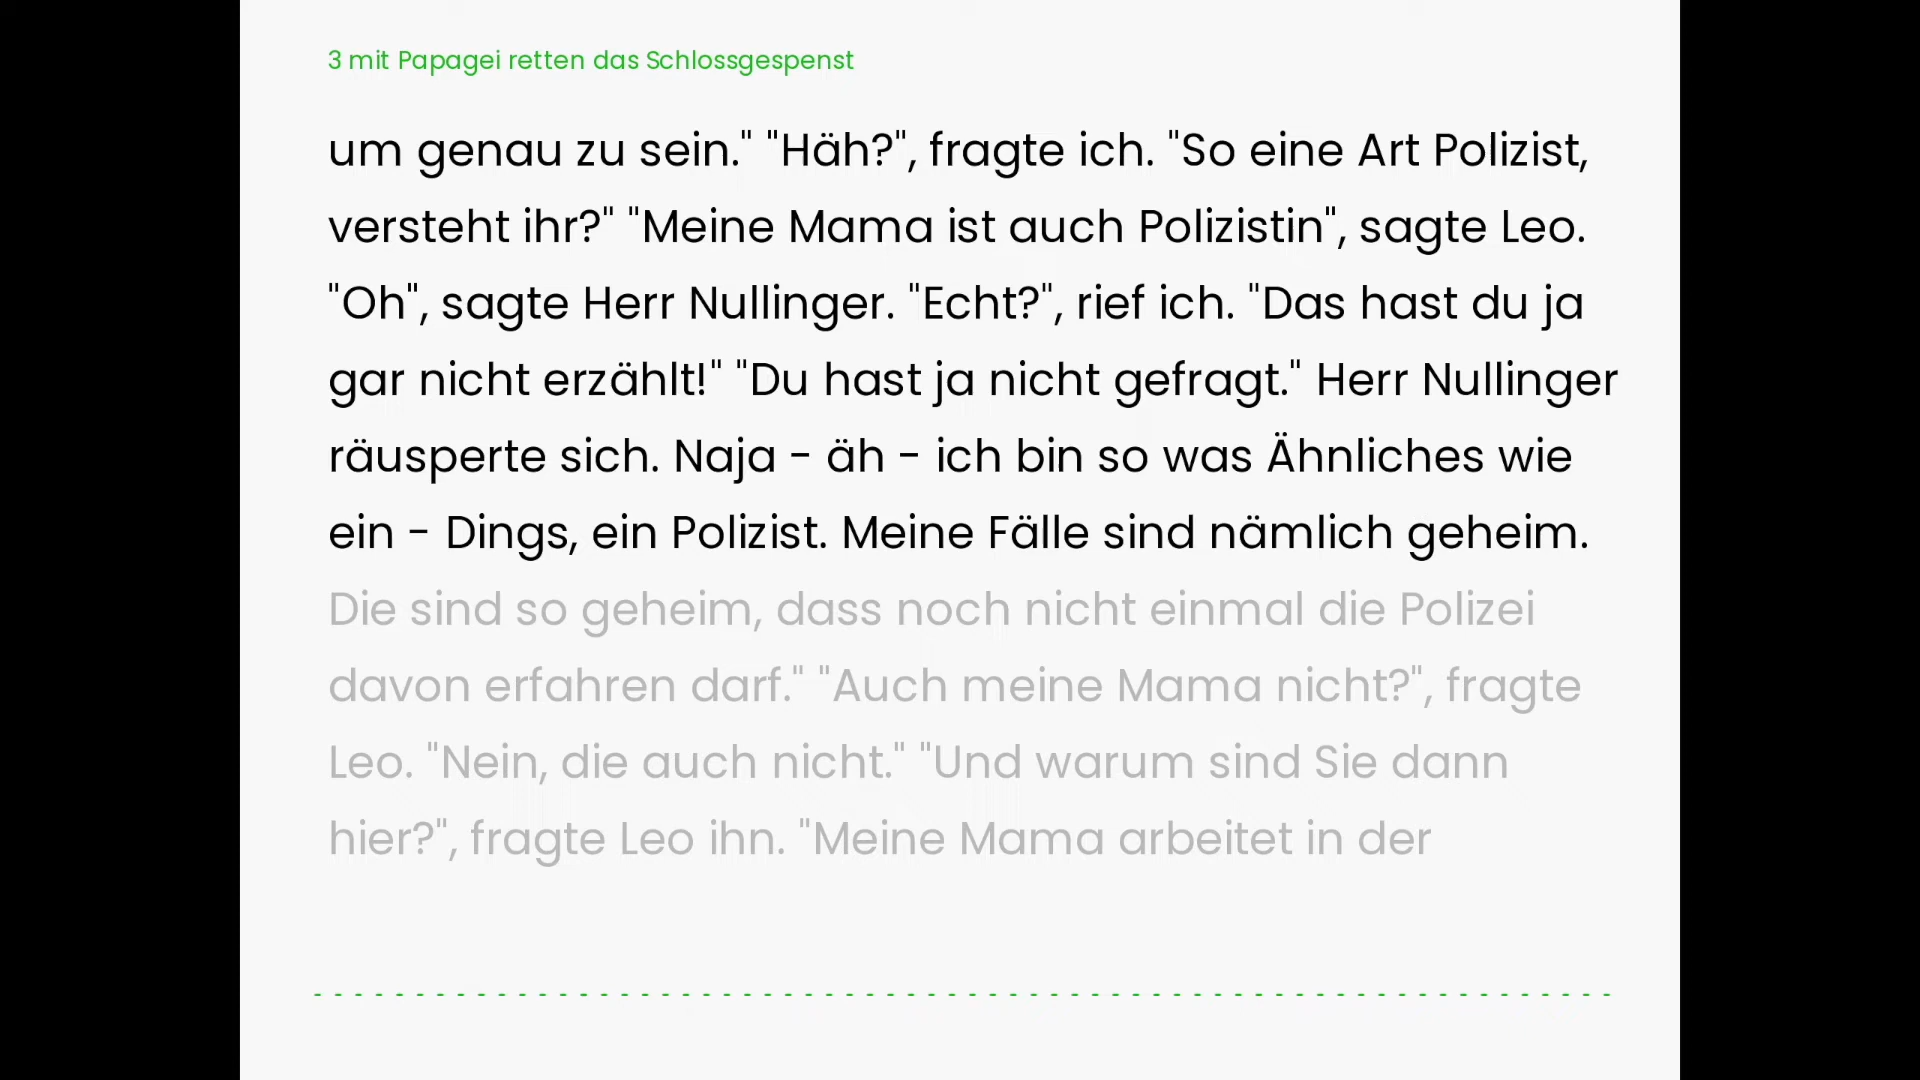 3 mit Papagei retten das Schlossgespenst
um genau zu sein." "Häh?", fragte ich. "So eine Art Polizist,
versteht ihr?" "Meine Mama ist auch Polizistin", sagte Leo.
"Oh", sagte Herr Nullinger. "Echt?", rief ich. "Das hast du ja
gar nicht erzählt!" "Du hast ja nicht gefragt." Herr Nullinger
räusperte sich. Naja - äh - ich bin so was Ähnliches wie
ein - Dings, ein Polizist. Meine Fälle sind nämlich geheim.
Die sind so geheim, dass noch nicht einmal die Polizei
davon erfahren darf." "Auch meine Mama nicht?", fragte
Leo. "Nein, die auch nicht." "Und warum sind Sie dann
hier?", fragte Leo ihn. "Meine Mama arbeitet in der